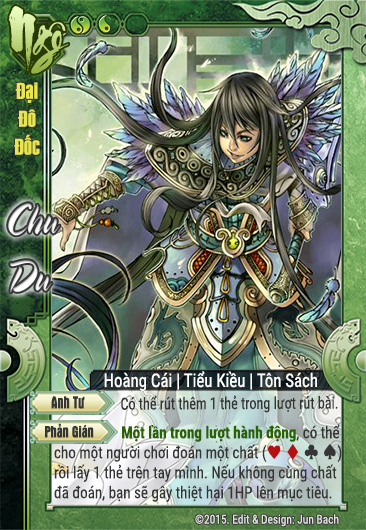 Ngô
Đại
Đô
Đốc
Chu
Du
Hoàng Cái | Tiểu Kiều | Tôn Sách
Anh Tư
Có thể rút thêm 1 thẻ trong lượt rút bài.
Phản Gián
Một lần trong lượt hành động, có thể
cho một người chơi đoán một chất (♥ ♦ ♣ ♠)
rồi lấy 1 thẻ trên tay mình. Nếu không cùng chất
đã đoán, bạn sẽ gây thiệt hại 1HP lên mục tiêu.
©2015. Edit & Design: Jun Bach